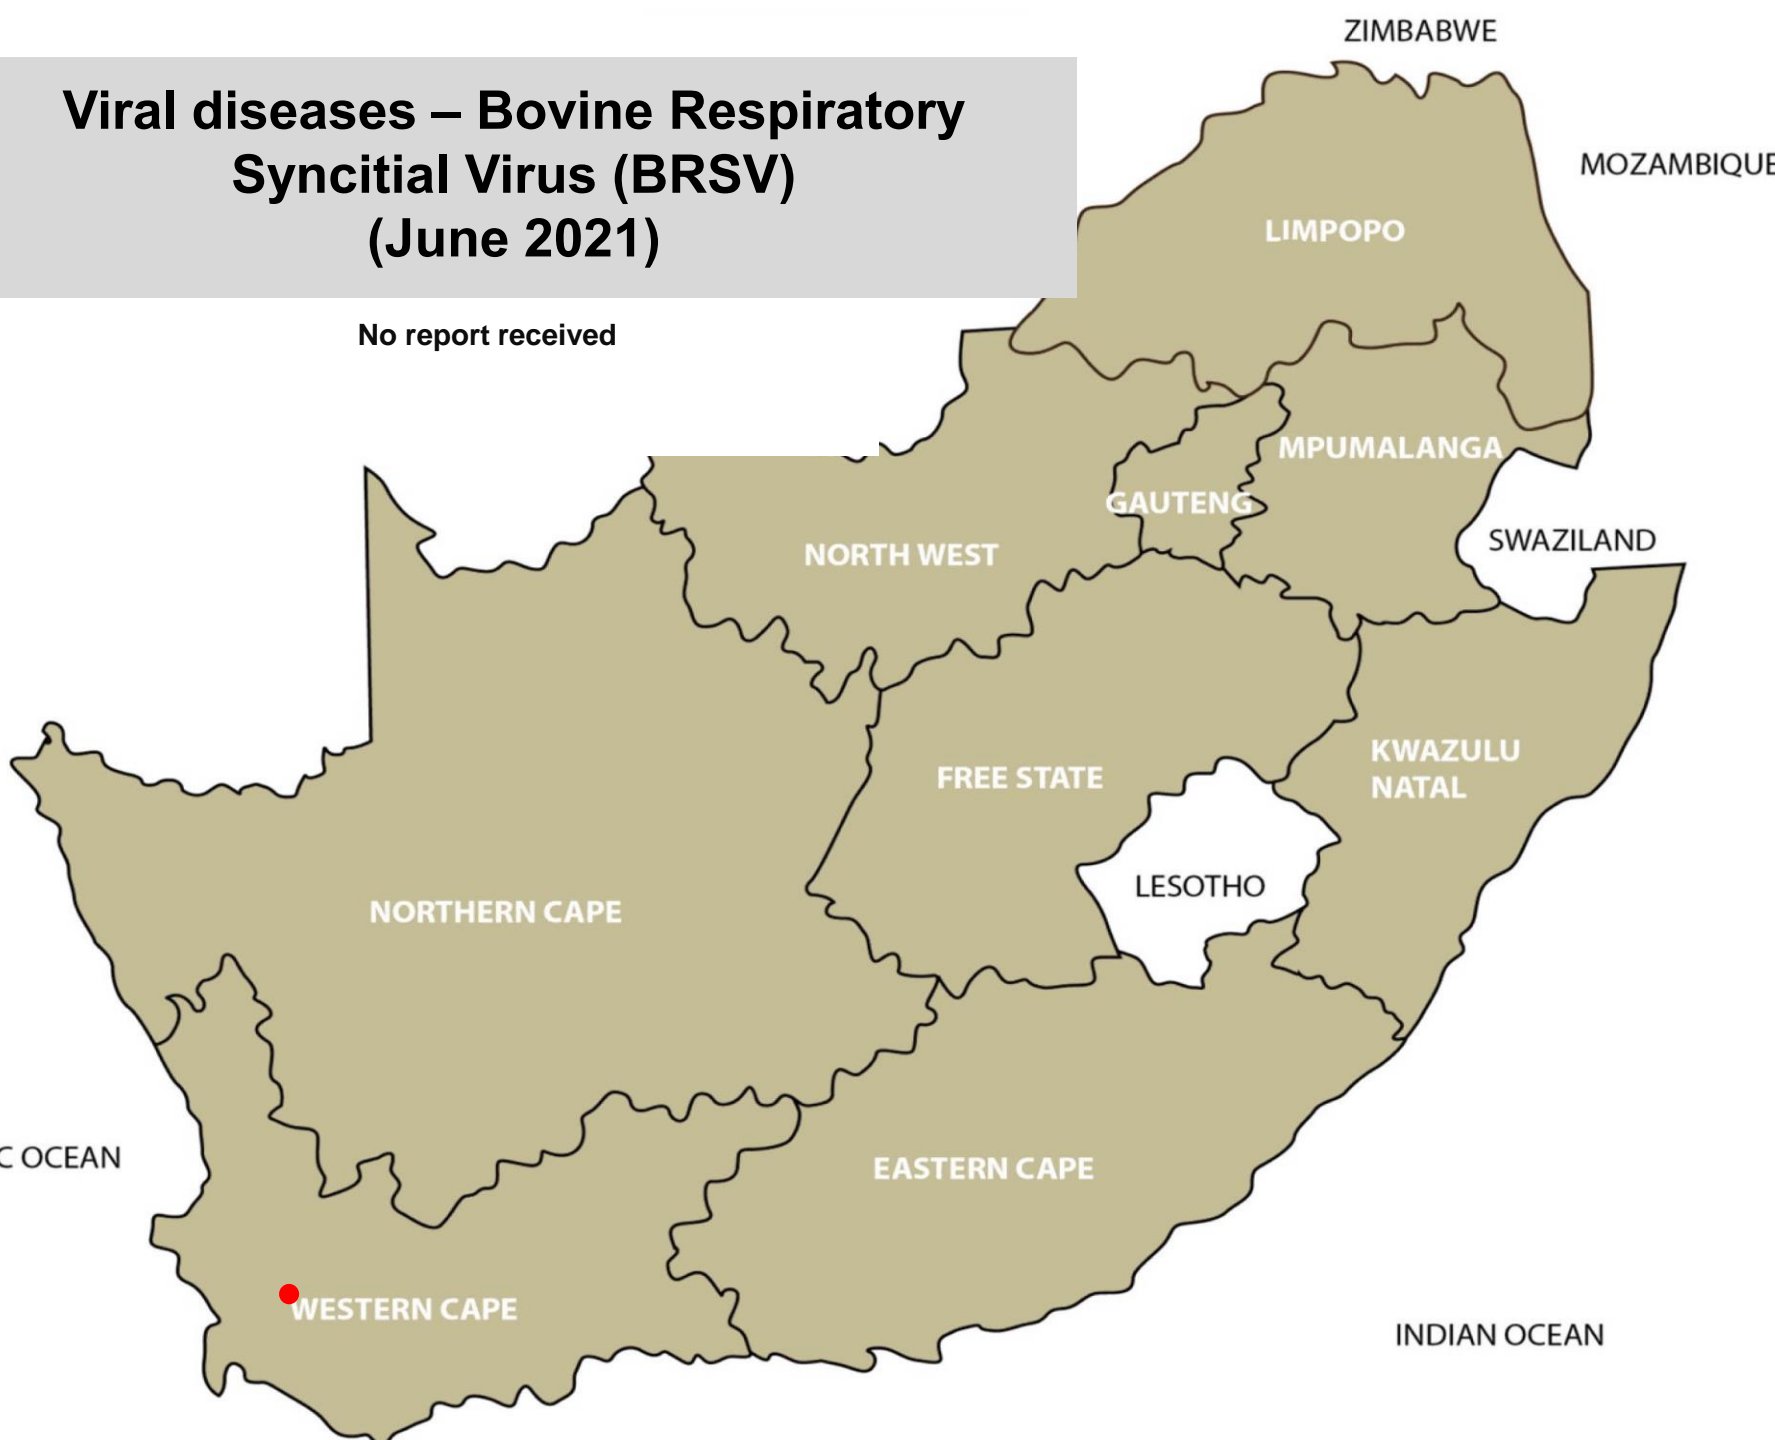 ZIMBABWE
Viral diseases – Bovine Respiratory
Syncitial Virus (BRSV)
(June 2021)
MOZAMBIQUE
LIMPOPO
No report received
MPUMALANGA
GAUTENG
SWAZILAND
NORTH WEST
KWAZULU
NATAL
FREE STATE
LESOTHO
NORTHERN CAPE
C OCEAN
EASTERN CAPE
WESTERN CAPE
INDIAN OCEAN